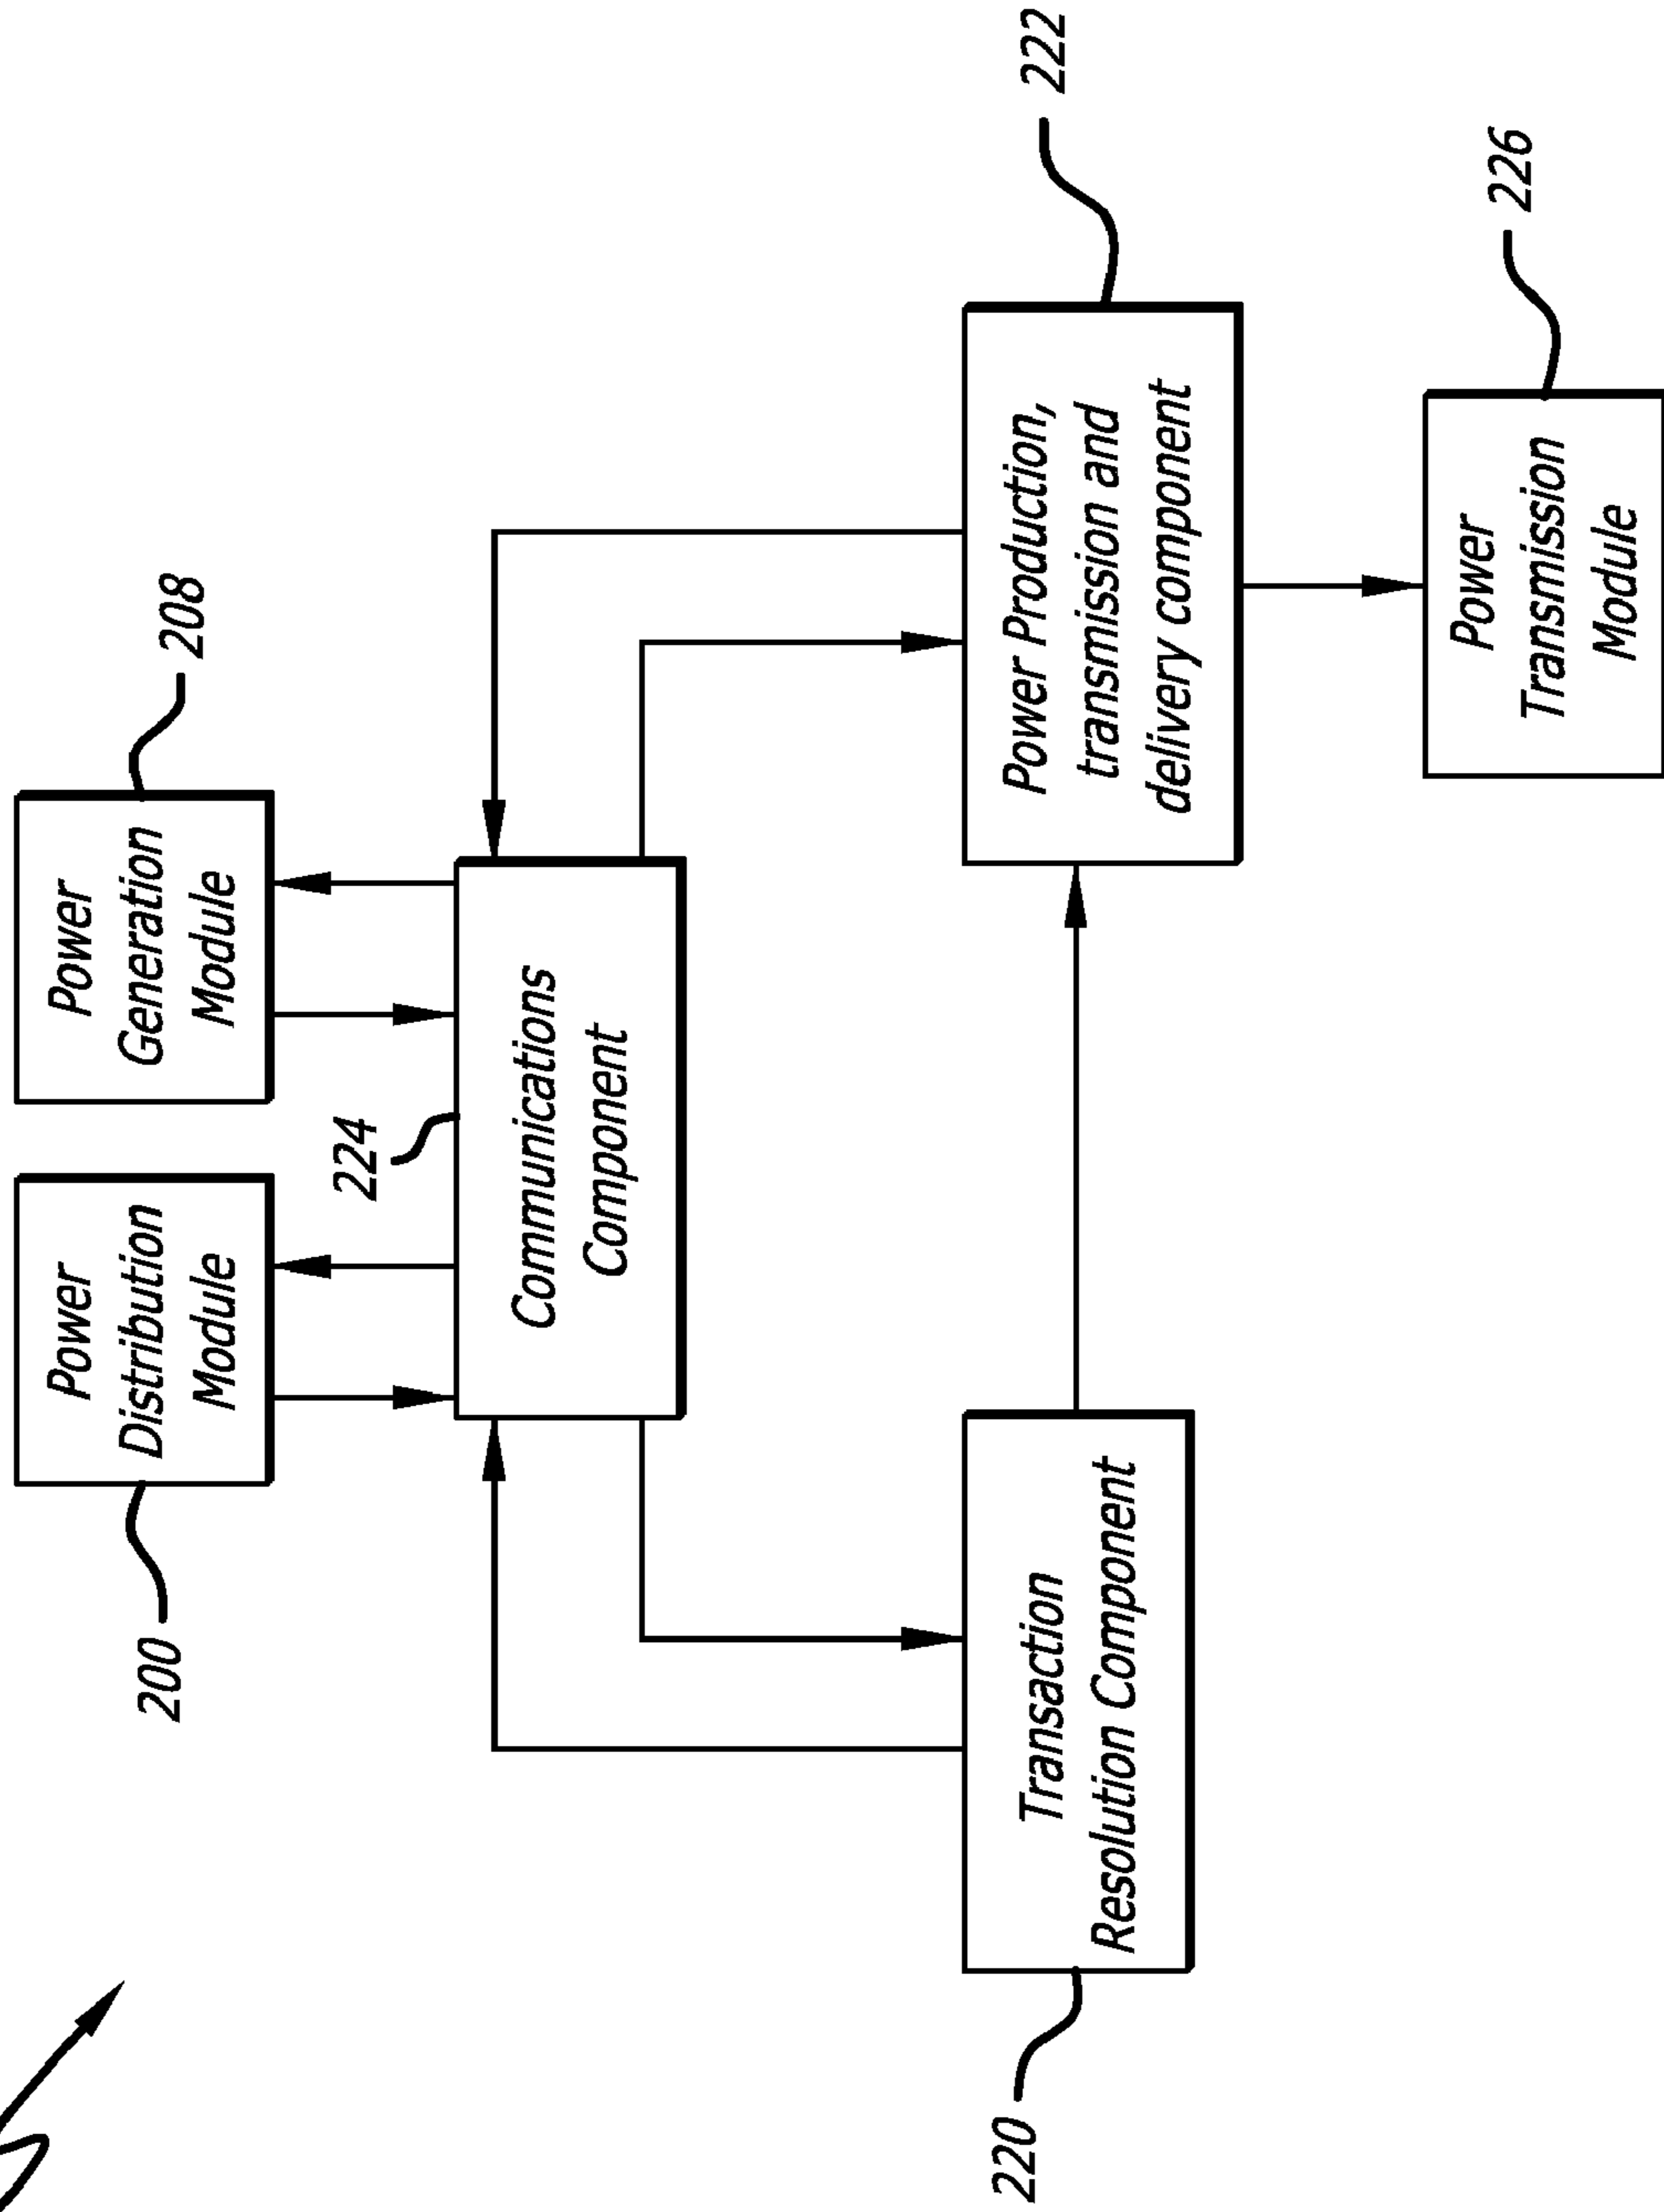 200
Power
Distribution
Module
Power
Generation
Module
208
224
Communications
Component
220
Transaction
Resolution Component
Power Production,
transmission and
delivery component
222
Power
Transmission
Module
226